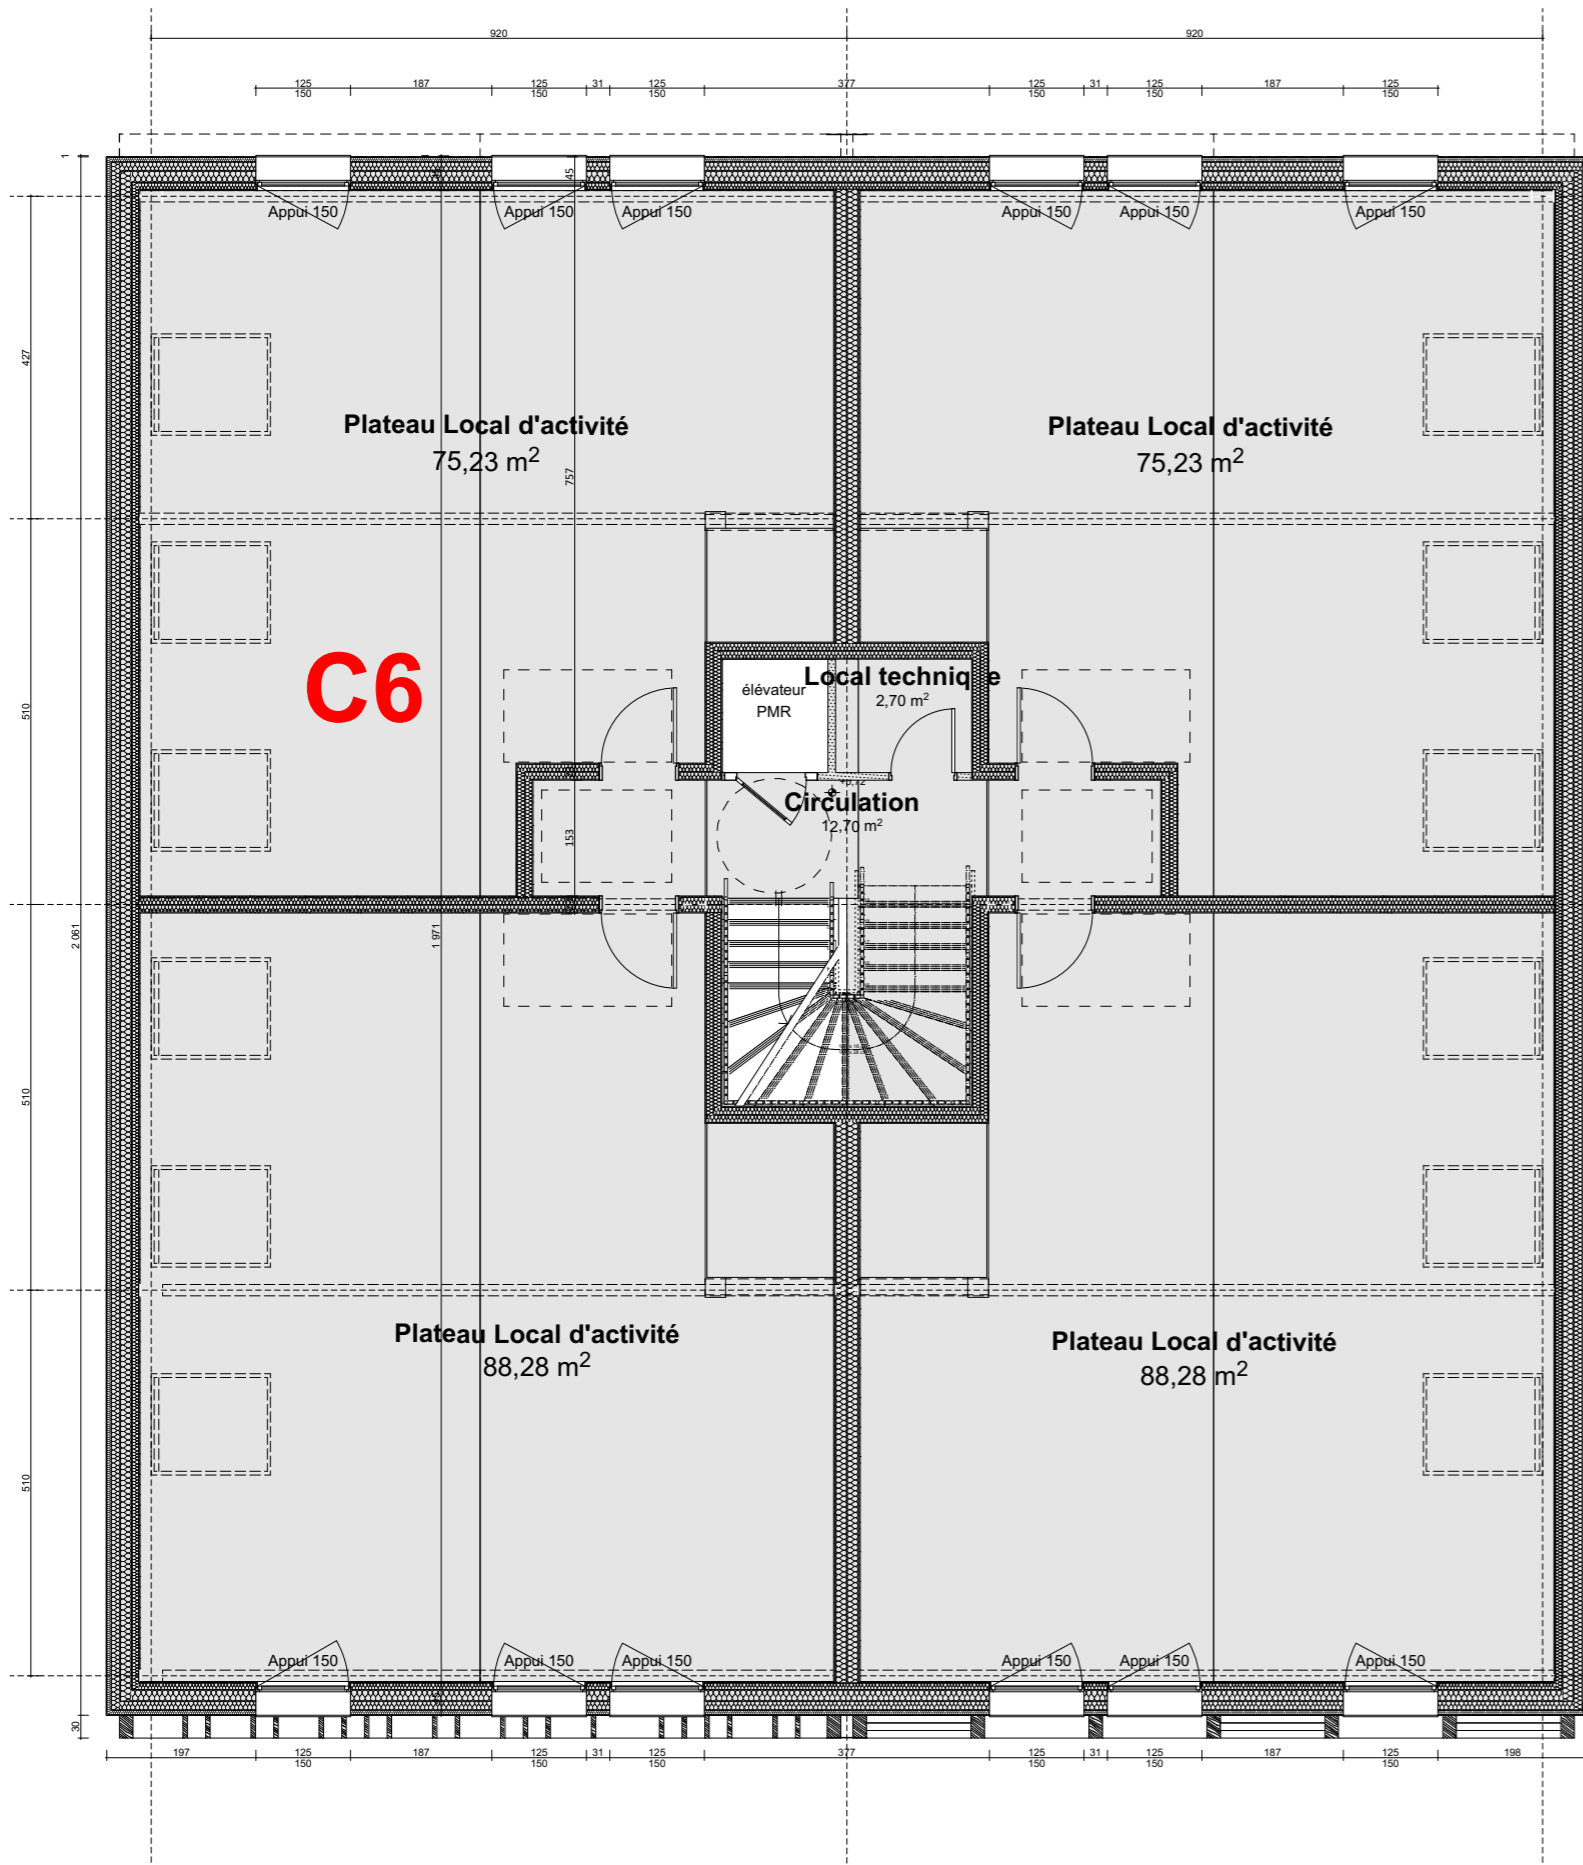 920 920
125 187 125 31 125 377 125 31 125 187 125
150 150 150 150 150 150
1
45
Appui 150 Appui 150 Appui 150 Appui 150 Appui 150 Appui 150
427
Plateau Local d'activité
75,23 m²
Plateau Local d'activité
75,23 m²
757
C6
510
élévateur
PMR
Local technique
2,70 m²
Circulation
12,70 m²
153
2 061
1 971
510
Plateau Local d'activité
88,28 m²
Plateau Local d'activité
88,28 m²
510
Appui 150 Appui 150 Appui 150 Appui 150 Appui 150 Appui 150
30
197 125 187 125 31 125 377 125 31 125 187 125 198
150 150 150 150 150 150